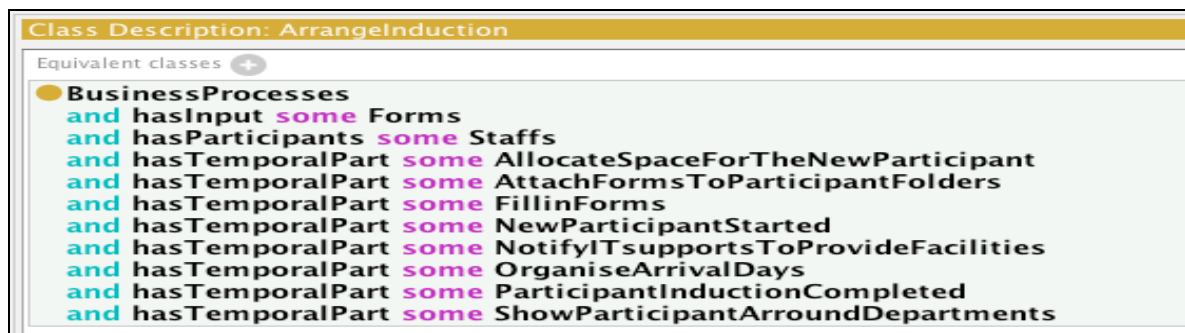 Class Description: ArrangeInduction
Equivalent classes
BusinessProcesses
and hasInput some Forms
and hasParticipants some Staffs
and hasTemporalPart some AllocateSpaceForTheNewParticipant
and hasTemporalPart some AttachFormsToParticipantFolders
and hasTemporalPart some FillinForms
and hasTemporalPart some NewParticipantStarted
and hasTemporalPart some NotifyITsupportsToProvideFacilities
and hasTemporalPart some OrganiseArrivalDays
and hasTemporalPart some ParticipantInductionCompleted
and hasTemporalPart some ShowParticipantArroundDepartments